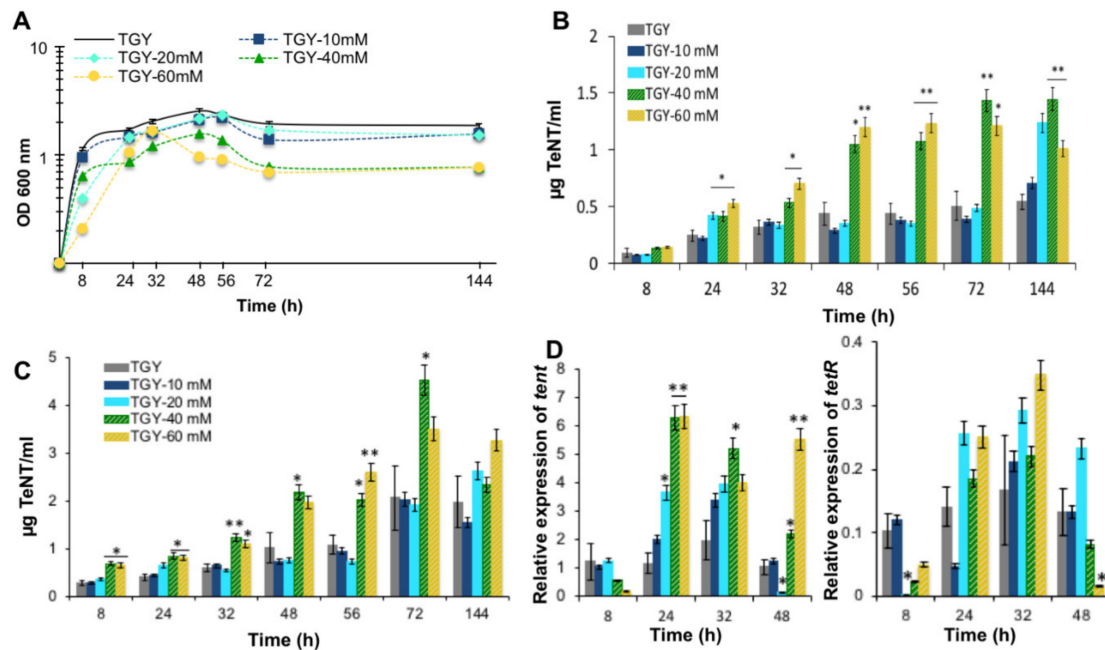 A
TGY
TGY-10mM
TGY-20mM
TGY-40mM
TGY-60mM
10
1
OD 600 nm
8
24
32
48
56
72
144
Time (h)
B
TGY
TGY-10 mM
TGY-20 mM
TGY-40 mM
TGY-60 mM
2
1.5
1
0.5
0
µg TeNT/ml
*
*
*
**
**
**
*
**
8
24
32
48
56
72
144
Time (h)
C
TGY
TGY-10 mM
TGY-20 mM
TGY-40 mM
TGY-60 mM
5
4
3
2
1
0
µg TeNT/ml
*
*
**
*
*
*
**
*
8
24
32
48
56
72
144
Time (h)
D
Relative expression of tent
8
7
6
5
4
3
2
1
0
*
**
*
*
*
**
8
24
32
48
Time (h)
Relative expression of tetR
0.4
0.3
0.2
0.1
0
*
*
8
24
32
48
Time (h)